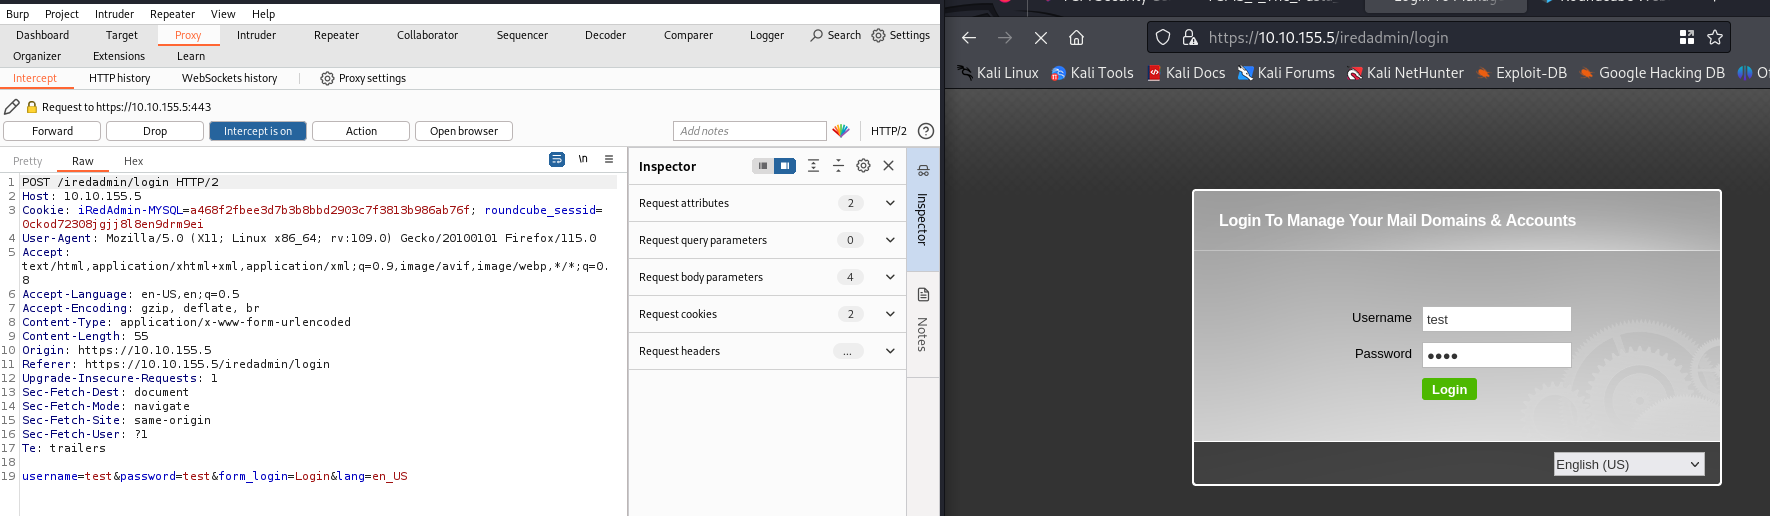 Burp Project Intruder Repeater View Help
Dashboard Target Proxy Intruder Repeater Collaborator Sequencer Decoder Comparer Logger Search Settings
Organizer Extensions Learn
Intercept HTTP history WebSockets history Proxy settings
Request to https://10.10.155.5:443
Forward Drop Intercept is on Action Open browser Add notes HTTP/2 ?
Pretty Raw Hex \n
1 POST /iredadmin/login HTTP/2
2 Host: 10.10.155.5
3 Cookie: iRedAdmin-MYSQL=a468f2fbee3d7b3b8bbd2903c7f3813b986ab76f; roundcube_sessid=
0ckod72308jgjj8l8en9drm9ei
4 User-Agent: Mozilla/5.0 (X11; Linux x86_64; rv:109.0) Gecko/20100101 Firefox/115.0
5 Accept:
text/html,application/xhtml+xml,application/xml;q=0.9,image/avif,image/webp,*/*;q=0.
8
6 Accept-Language: en-US,en;q=0.5
7 Accept-Encoding: gzip, deflate, br
8 Content-Type: application/x-www-form-urlencoded
9 Content-Length: 55
10 Origin: https://10.10.155.5
11 Referer: https://10.10.155.5/iredadmin/login
12 Upgrade-Insecure-Requests: 1
13 Sec-Fetch-Dest: document
14 Sec-Fetch-Mode: navigate
15 Sec-Fetch-Site: same-origin
16 Sec-Fetch-User: ?1
17 Te: trailers
18
19 username=test&password=test&form_login=Login&lang=en_US
Inspector
Request attributes 2
Request query parameters 0
Request body parameters 4
Request cookies 2
Request headers ...
Inspector
Notes
https://10.10.155.5/iredadmin/login
Kali Linux Kali Tools Kali Docs Kali Forums Kali NetHunter Exploit-DB Google Hacking DB
Login To Manage Your Mail Domains & Accounts
Username test
Password ●●●●
Login
English (US)